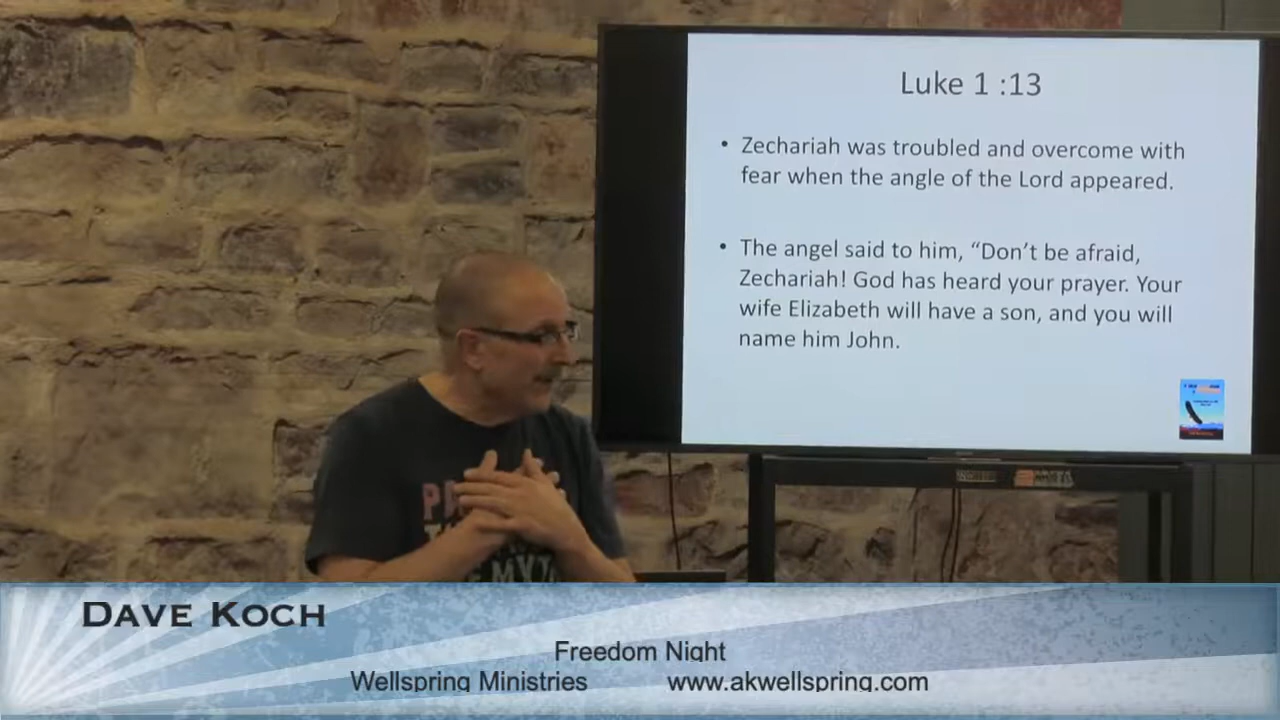 Luke 1 :13
• Zechariah was troubled and overcome with
fear when the angle of the Lord appeared.
• The angel said to him, “Don’t be afraid,
Zechariah! God has heard your prayer. Your
wife Elizabeth will have a son, and you will
name him John.
DAVE KOCH
Freedom Night
Wellspring Ministries www.akwellspring.com